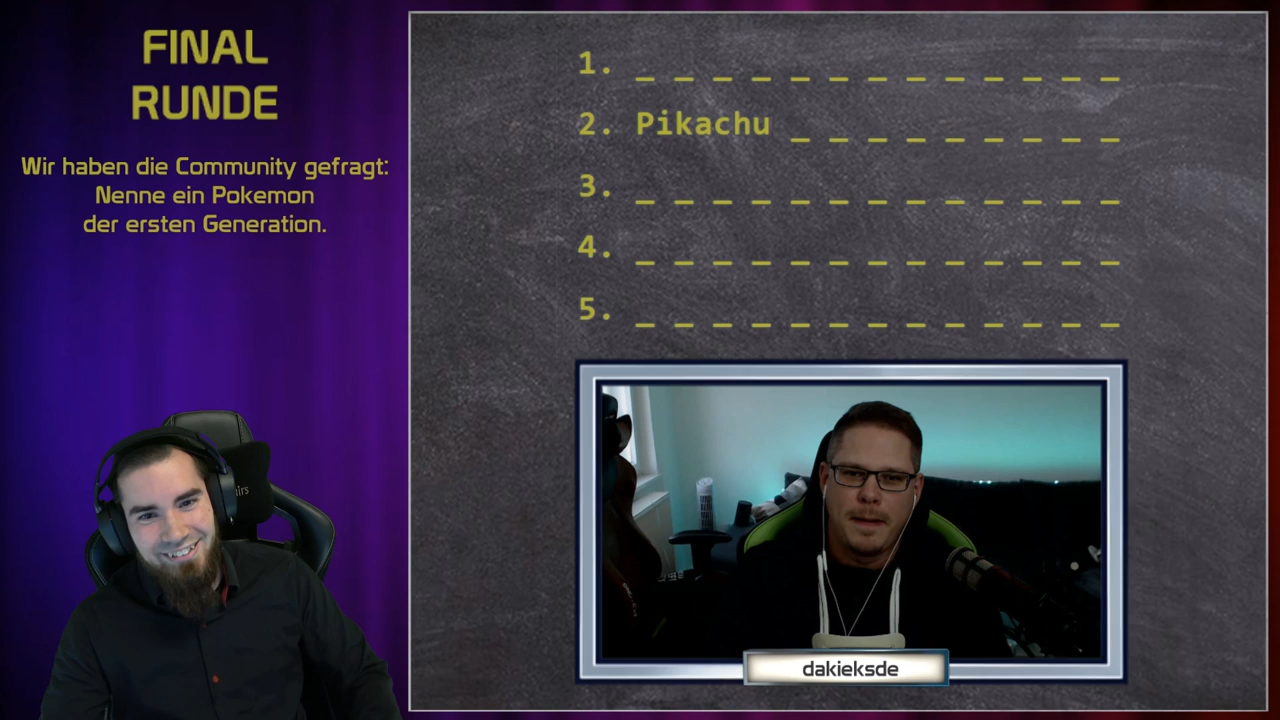 FINAL
RUNDE
Wir haben die Community gefragt:
Nenne ein Pokemon
der ersten Generation.
1. _ _ _ _ _ _ _ _ _ _ _ _ _
2. Pikachu _ _ _ _ _ _ _ _ _
3. _ _ _ _ _ _ _ _ _ _ _ _ _
4. _ _ _ _ _ _ _ _ _ _ _ _ _
5. _ _ _ _ _ _ _ _ _ _ _ _ _
dakieksde